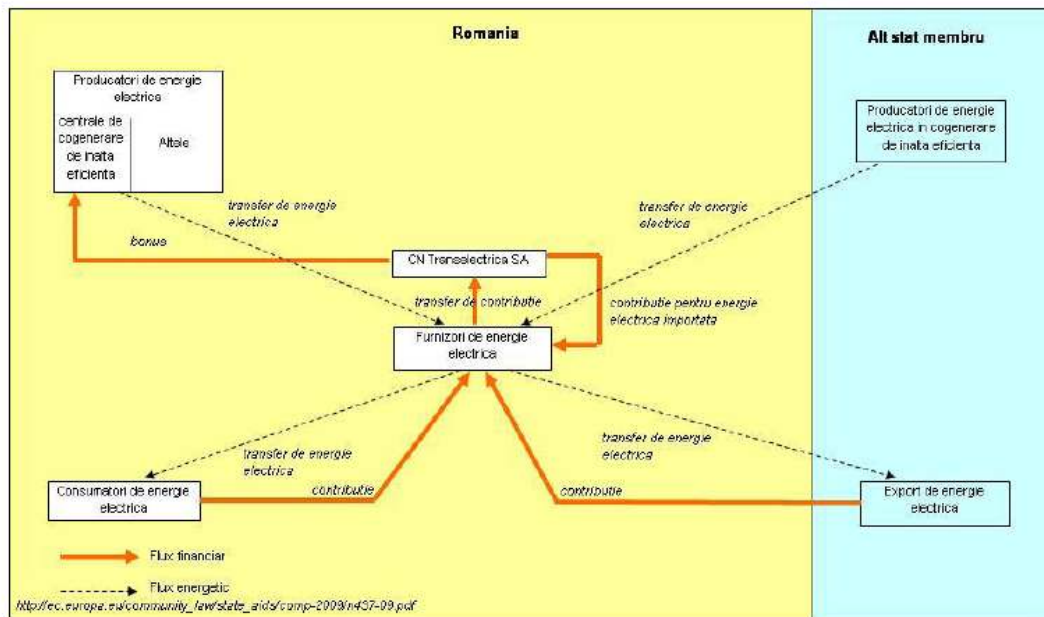 Romania
Alt stat membru
Producatori de energie
electrica
centrale de
cogenerare
de inalta
eficienta
Altele
Producatori de energie
electrica in cogenerare
de inalta eficienta
transfer de energie
electrica
transfer de energie
electrica
bonus
CN Transelectrica SA
transfer de contributie
contributie pentru energie
electrica importata
Furnizori de energie
electrica
transfer de energie
electrica
transfer de energie
electrica
Consumatori de energie
electrica
contributie
contributie
Export de energie
electrica
Flux financiar
Flux energetic
http://ec.europa.eu/community_law/state_aids/comp-2009/n437-09.pdf